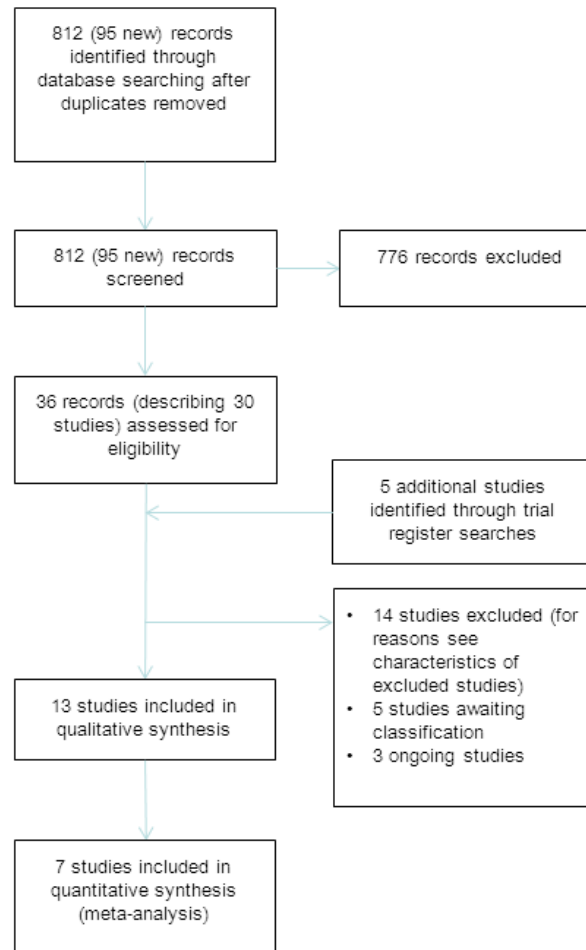 812 (95 new) records
identified through
database searching after
duplicates removed
812 (95 new) records
screened
776 records excluded
36 records (describing 30
studies) assessed for
eligibility
5 additional studies
identified through trial
register searches
• 14 studies excluded (for
reasons see
characteristics of
excluded studies)
• 5 studies awaiting
classification
• 3 ongoing studies
13 studies included in
qualitative synthesis
7 studies included in
quantitative synthesis
(meta-analysis)